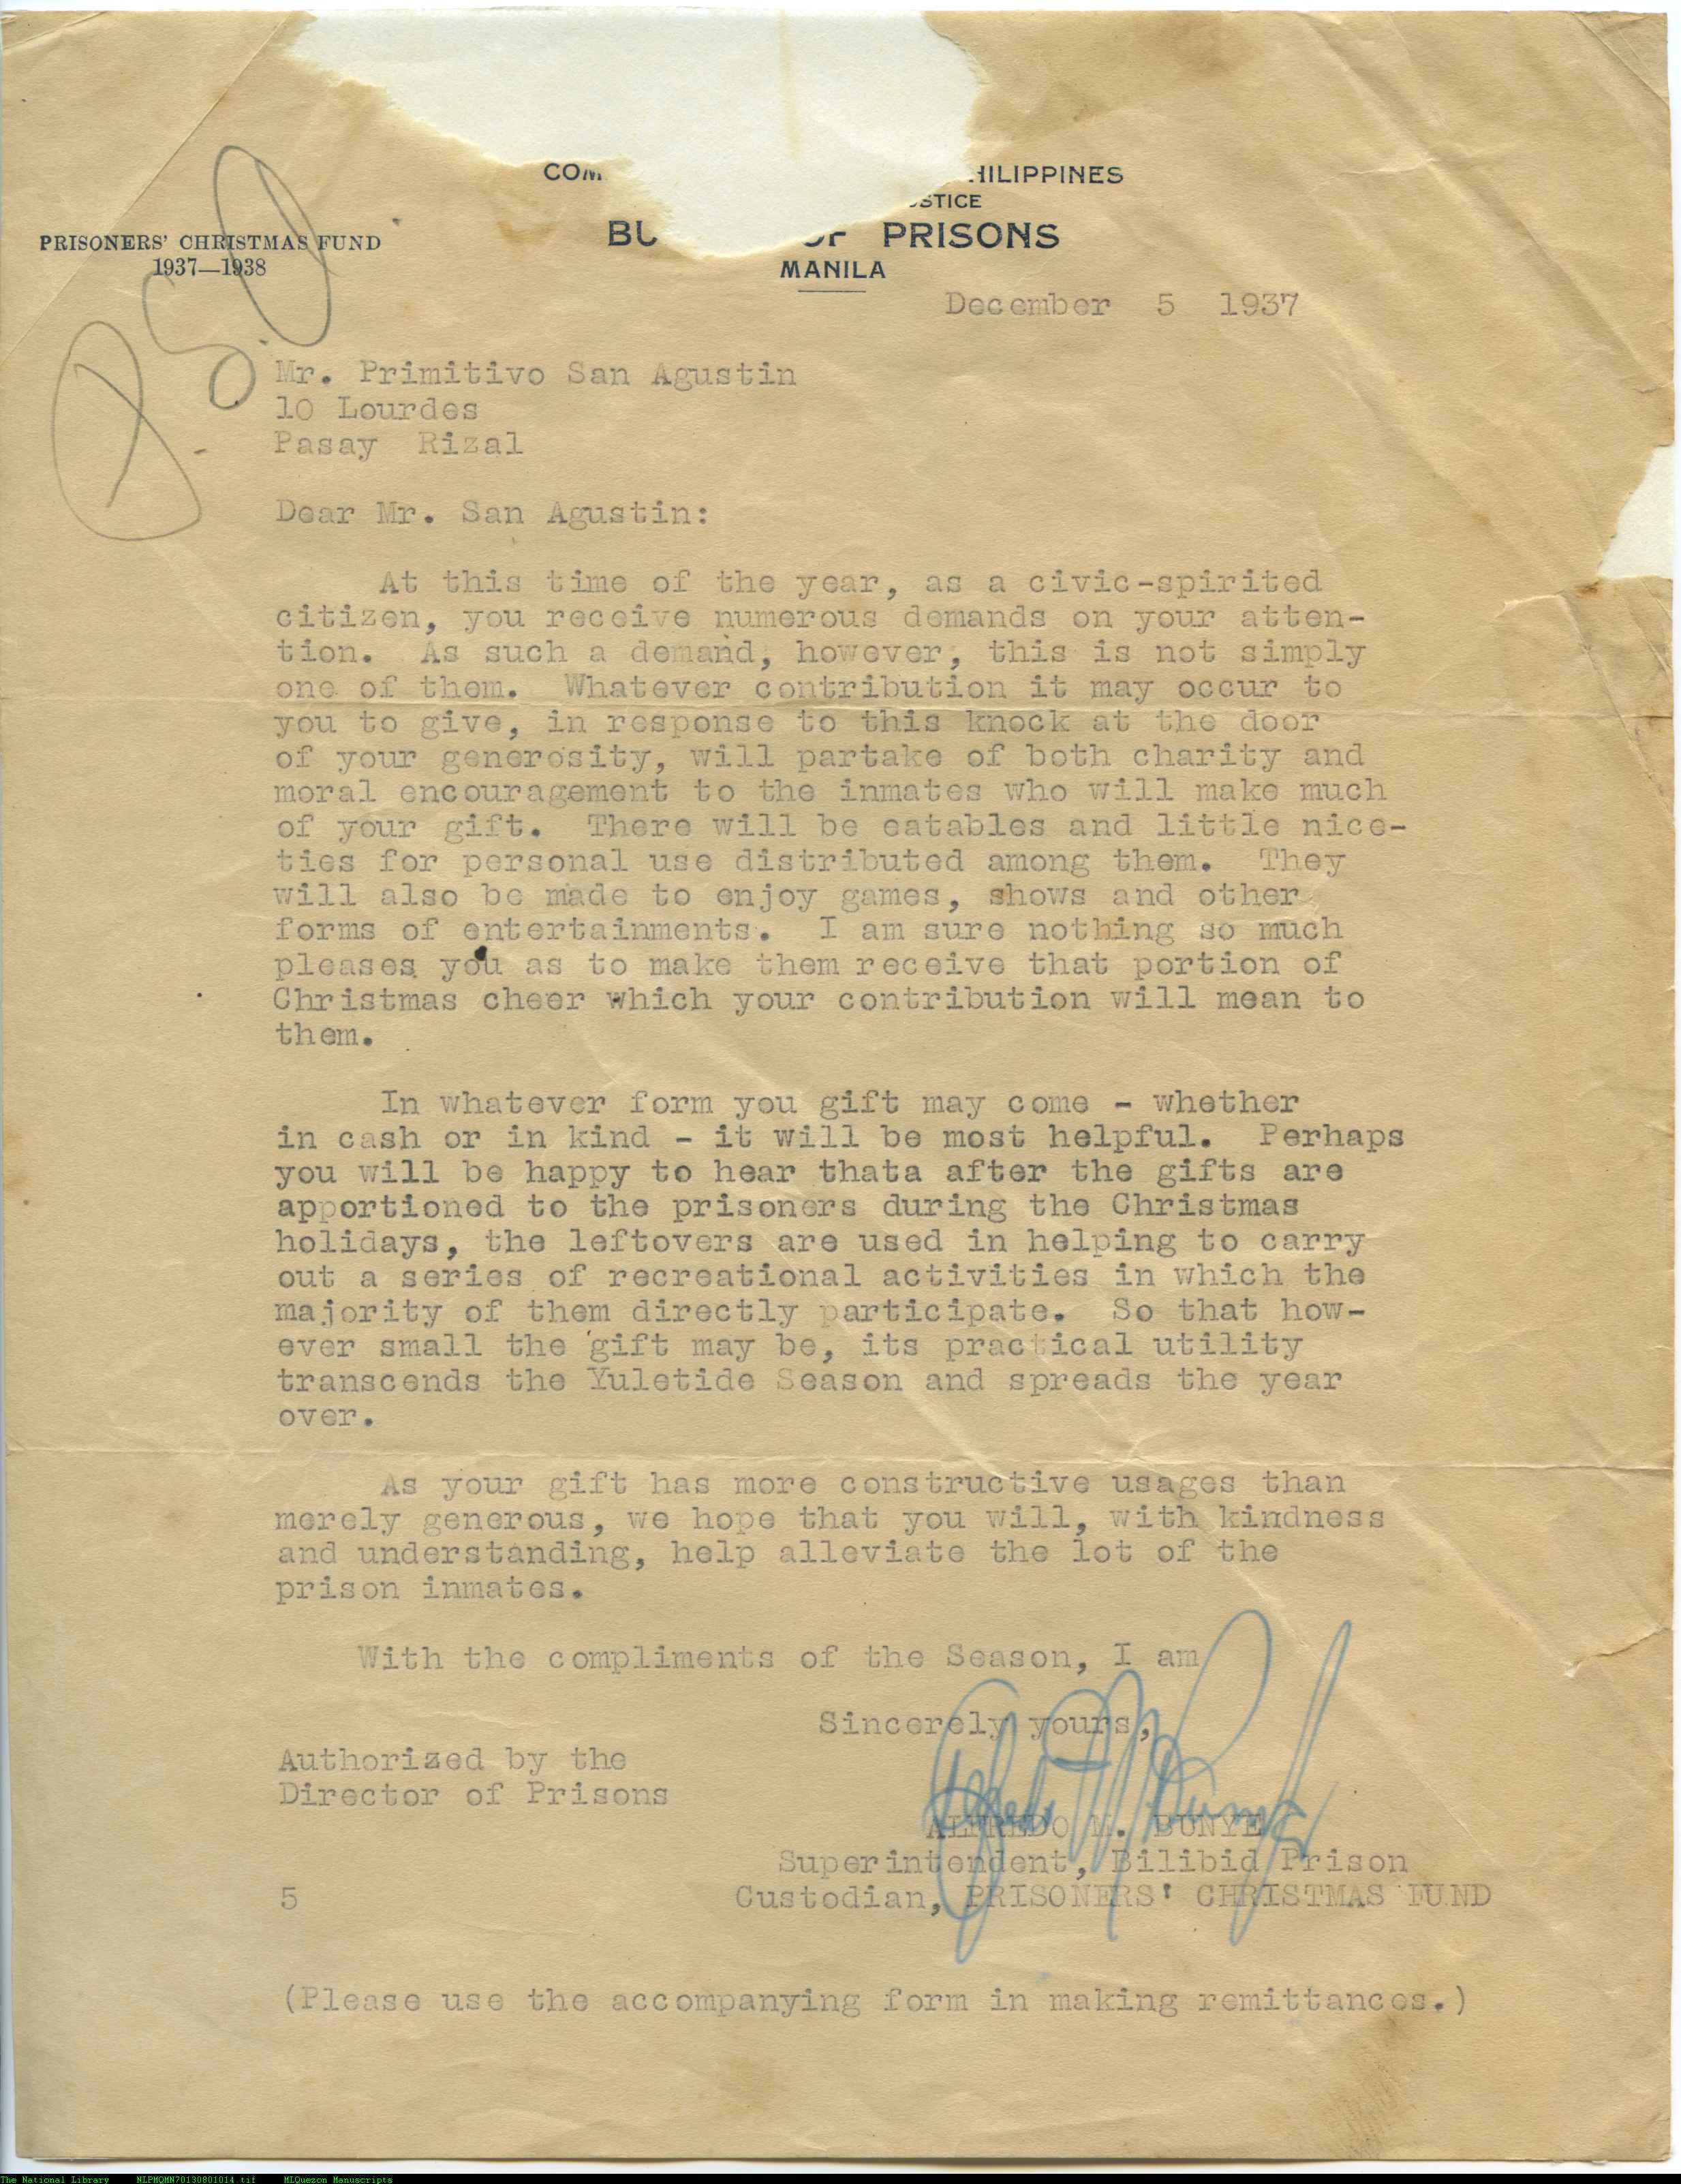 HILIPPINES
STICE
PRISONS
MANILA
PRISONERS' CHRISTMAS FUND
1937—1938
December 5 1937
Mr. Primitivo San Agustin
10 Lourdes
Pasay Rizal
Dear Mr. San Agustin:
At this time of the year, as a civic-spirited
citizen, you receive numerous demands on your atten-
tion. As such a demand, however, this is not simply
one of them. Whatever contribution it may occur to
you to give, in response to this knock at the door
of your generosity, will partake of both charity and
moral encouragement to the inmates who will make much
of your gift. There will be eatables and little nice-
ties for personal use distributed among them. They
will also be made to enjoy games, shows and other
forms of entertainments. I am sure nothing so much
pleases you as to make them receive that portion of
Christmas cheer which your contribution will mean to
them.
In whatever form you gift may come - whether
in cash or in kind - it will be most helpful. Perhaps
you will be happy to hear thata after the gifts are
apportioned to the prisoners during the Christmas
holidays, the leftovers are used in helping to carry
out a series of recreational activities in which the
majority of them directly participate. So that how-
ever small the gift may be, its practical utility
transcends the Yuletide Season and spreads the year
over.
As your gift has more constructive usages than
merely generous, we hope that you will, with kindness
and understanding, help alleviate the lot of the
prison inmates.
With the compliments of the Season, I am
Sincerely yours,
Authorized by the
Director of Prisons
ALFREDO M. BUNYE
Superintendent, Bilibid Prison
5 Custodian, PRISONERS' CHRISTMAS FUND
(Please use the accompanying form in making remittances.)
The National Library NLPMQMN70130801014.tif MLQuezon Manuscripts